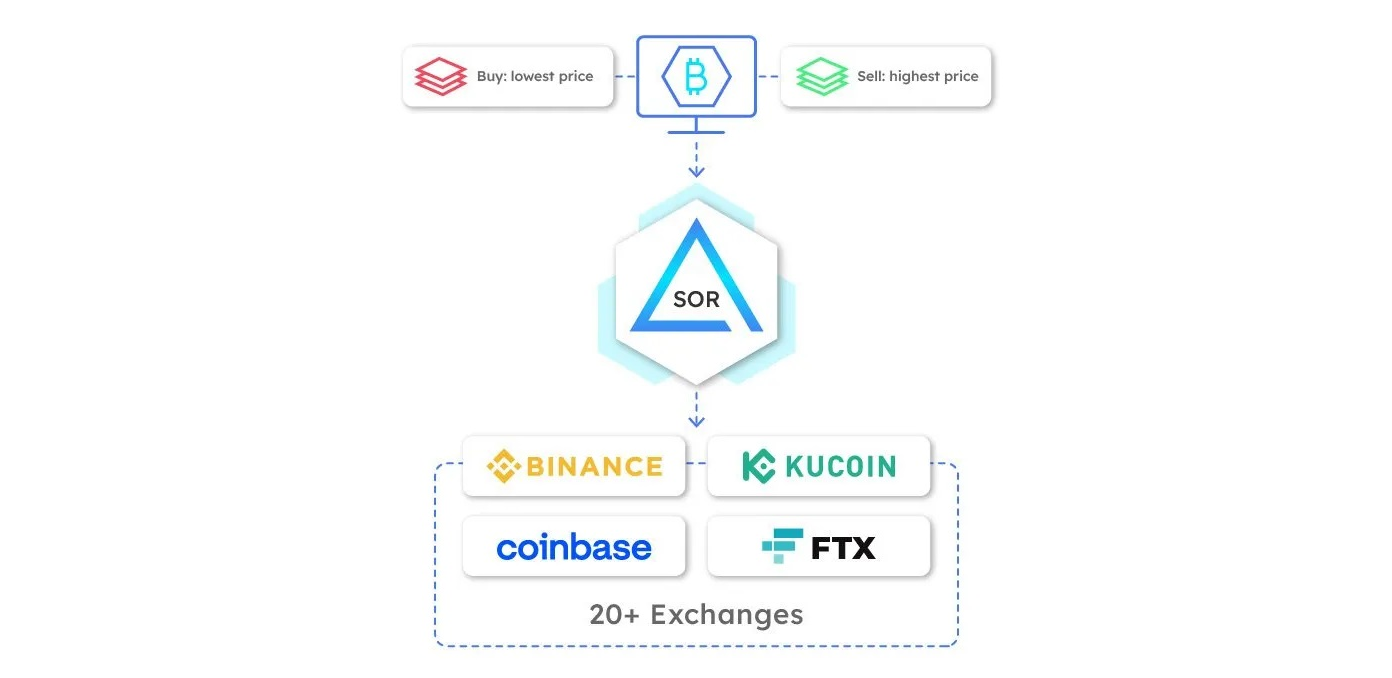 Buy: lowest price
Sell: highest price
SOR
BINANCE
KUCOIN
coinbase
FTX
20+ Exchanges